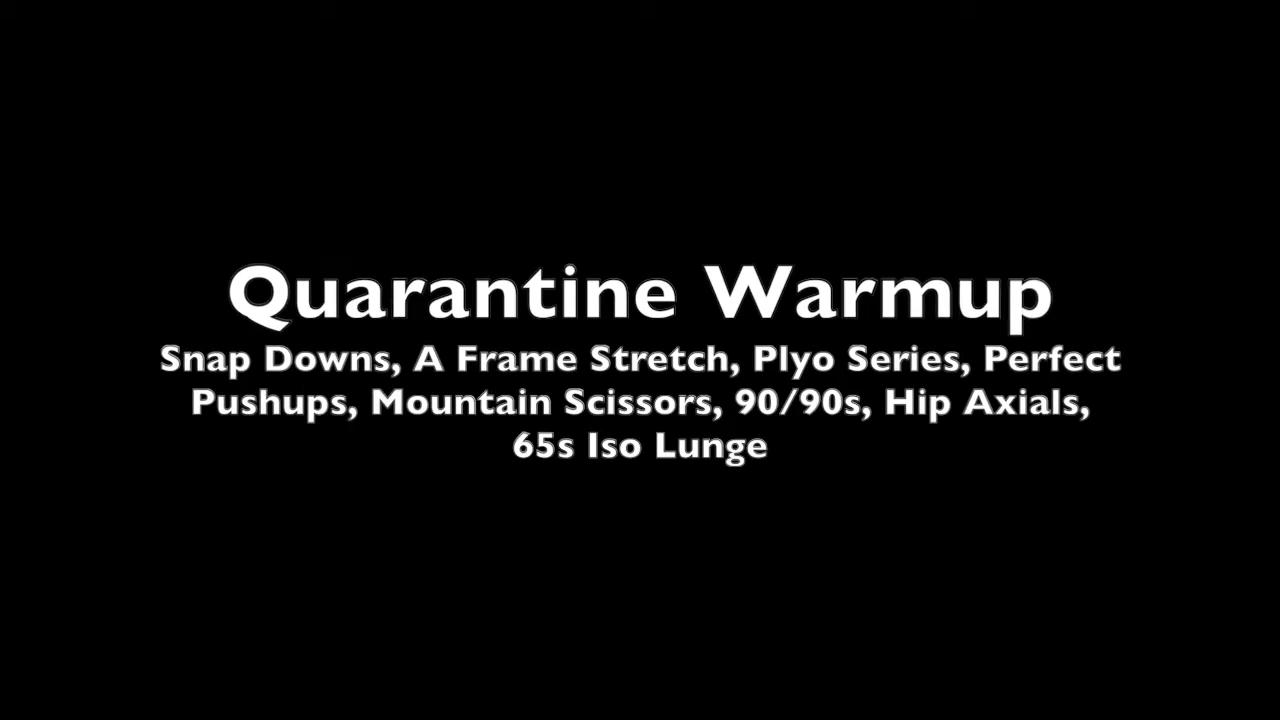 Quarantine Warmup
Snap Downs, A Frame Stretch, Plyo Series, Perfect
Pushups, Mountain Scissors, 90/90s, Hip Axials,
65s Iso Lunge